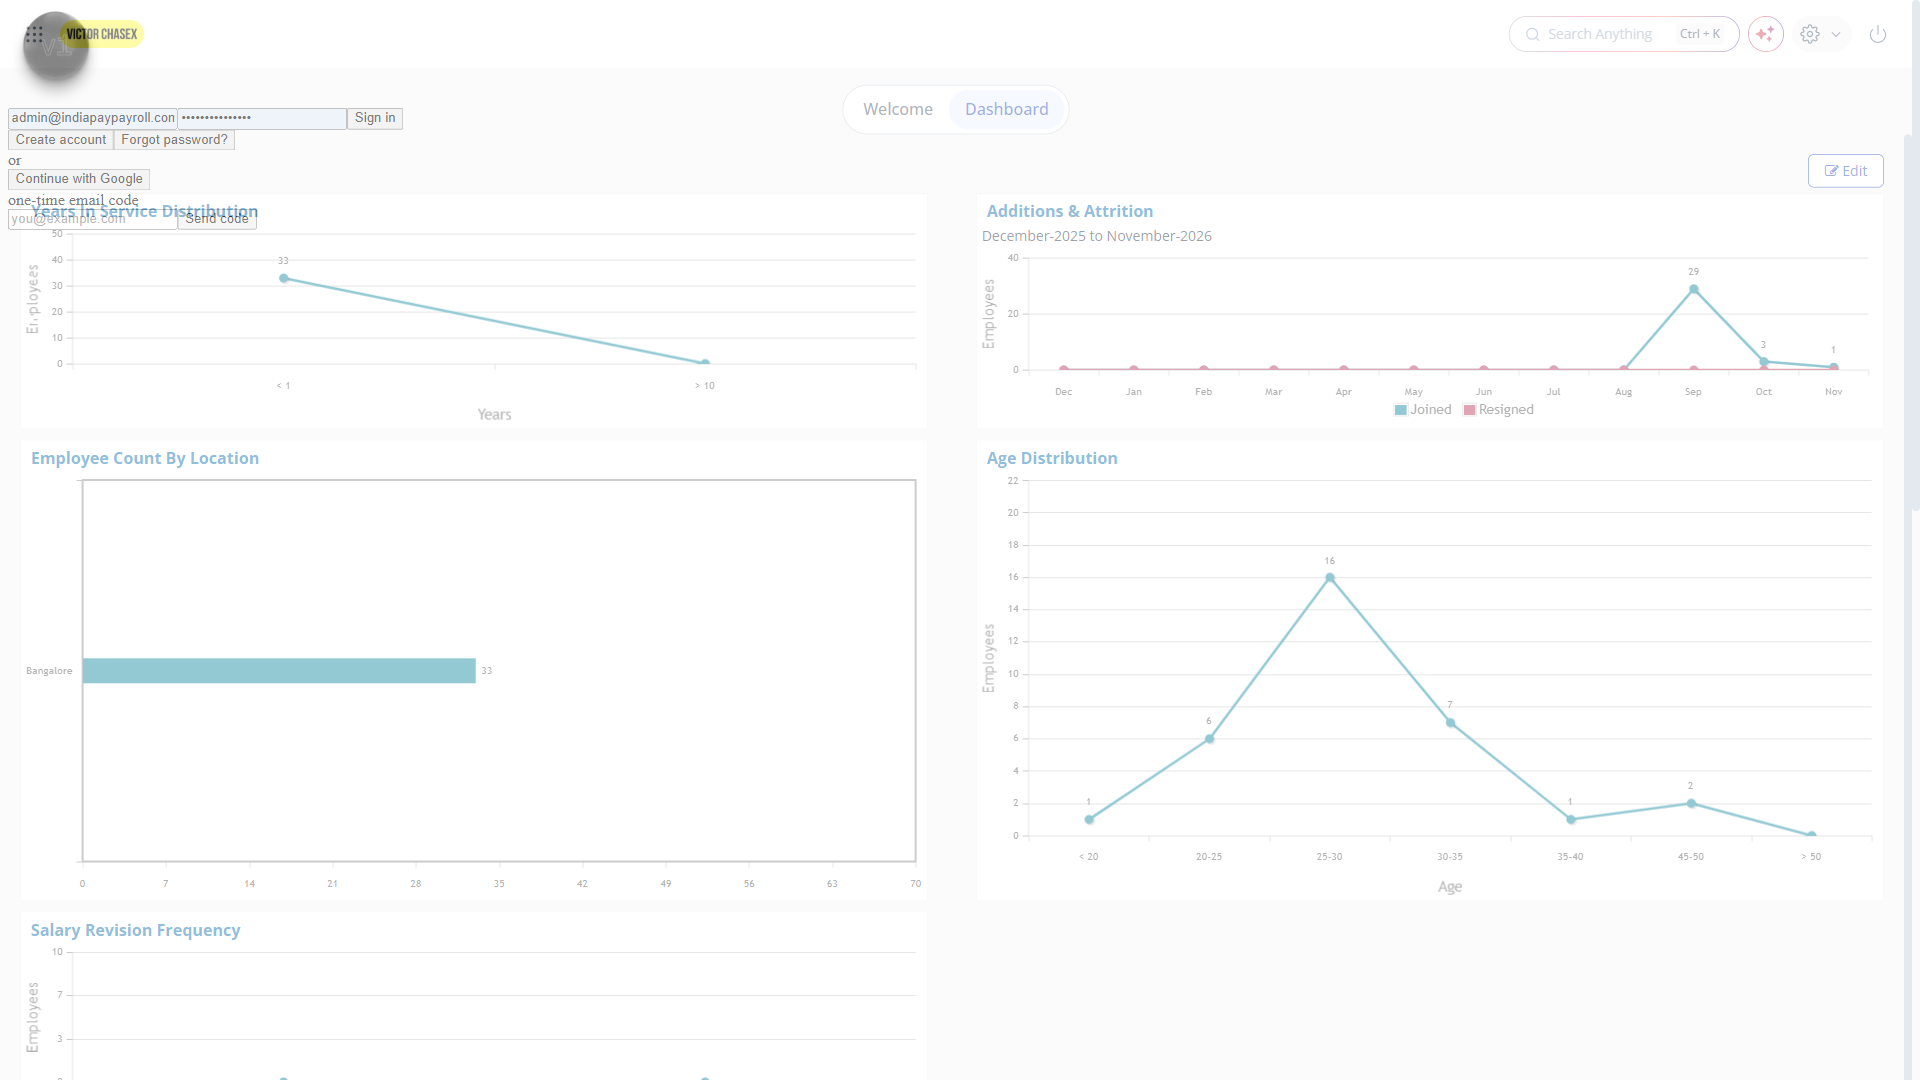 VICTOR CHASEX
v1
Search Anything
Ctrl + K
Welcome
Dashboard
admin@indiapaypayroll.con
•••••••••••••••
Sign in
Create account
Forgot password?
or
Continue with Google
one-time email code
you@example.com
Send code
Edit
Years In Service Distribution
50
40
30
20
10
0
Employees
33
< 1
> 10
Years
Additions & Attrition
December-2025 to November-2026
40
20
0
Employees
29
3
1
Dec
Jan
Feb
Mar
Apr
May
Jun
Jul
Aug
Sep
Oct
Nov
Joined
Resigned
Employee Count By Location
Bangalore
33
0
7
14
21
28
35
42
49
56
63
70
Age Distribution
22
20
18
16
14
12
10
8
6
4
2
0
Employees
1
6
16
7
1
2
< 20
20-25
25-30
30-35
35-40
45-50
> 50
Age
Salary Revision Frequency
10
7
3
Employees